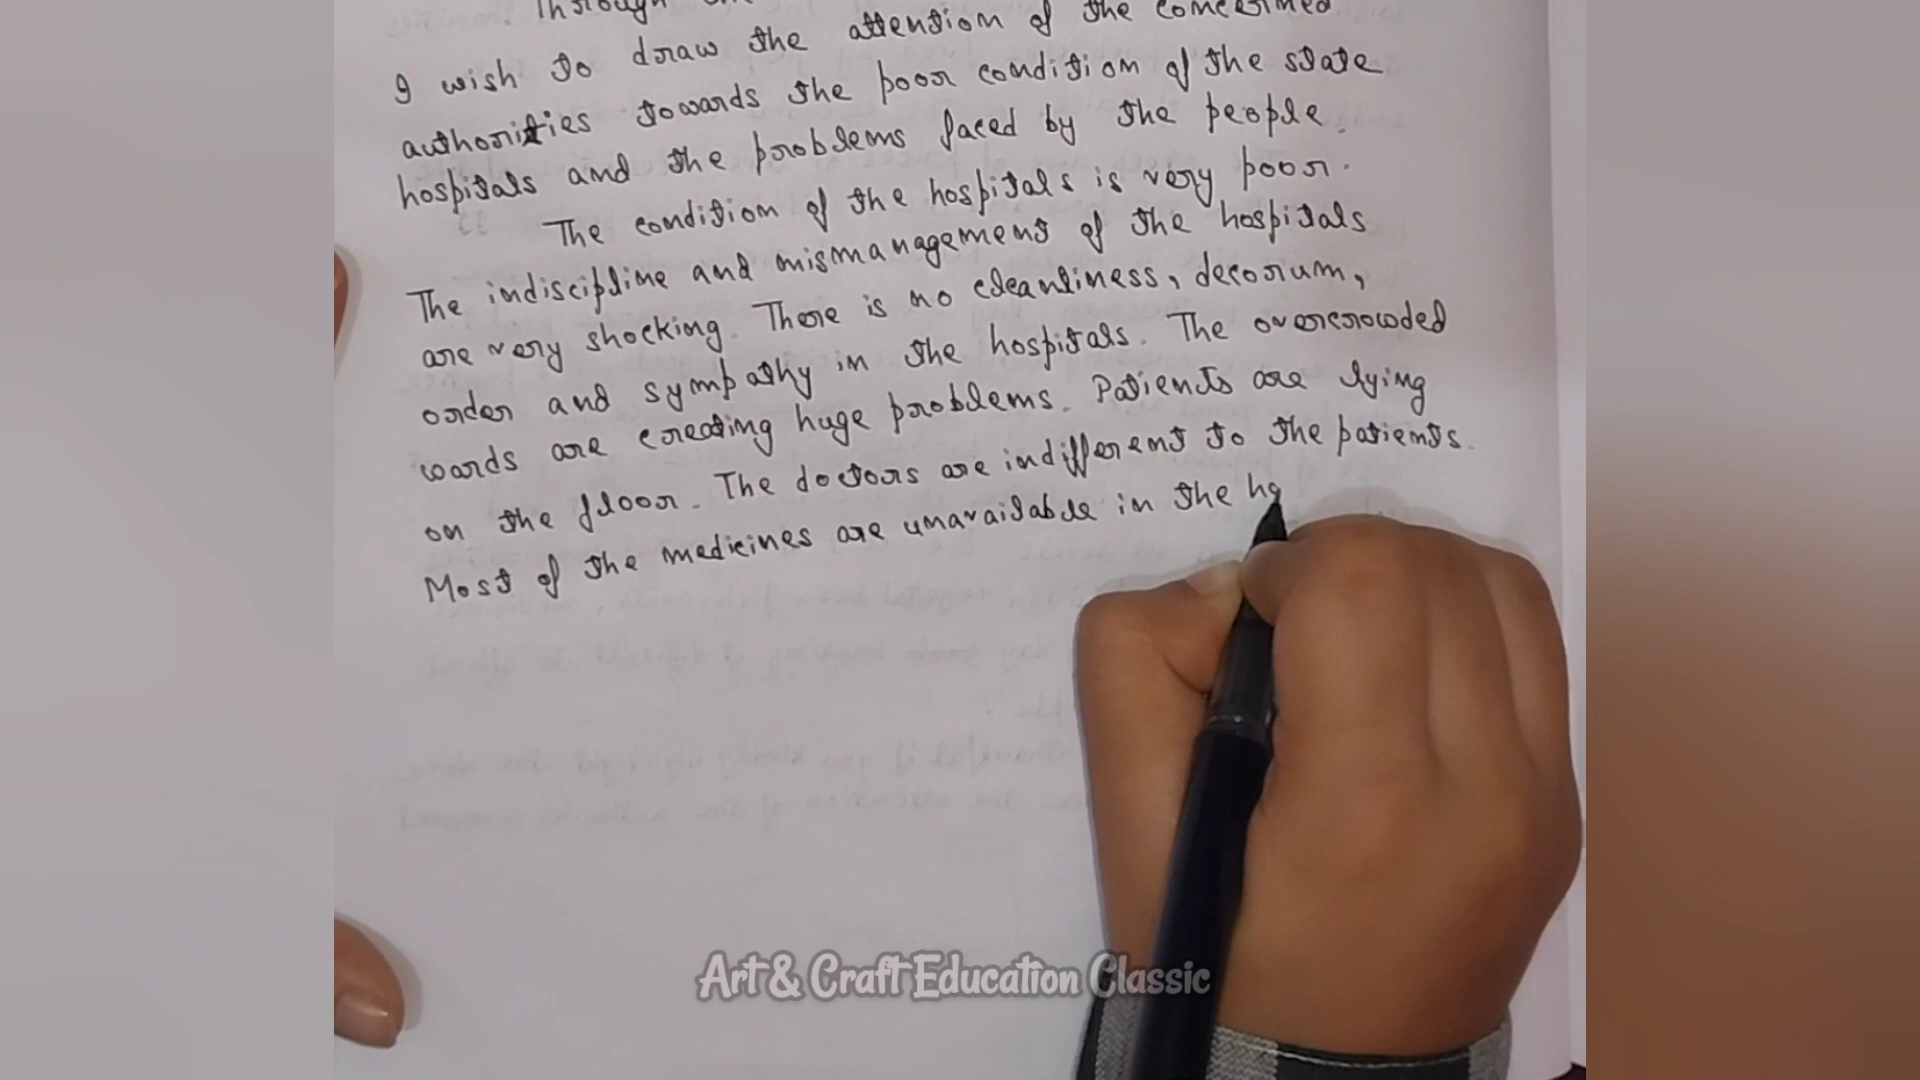 Through
I wish to draw the attention of the concerned
authorities towards the poor condition of the state
hospitals and the problems faced by the people.
The condition of the hospitals is very poor.
The indiscipline and mismanagement of the hospitals
are very shocking. There is no cleanliness, decorum,
order and sympathy in the hospitals. The overcrowded
wards are creating huge problems. Patients are lying
on the floor. The doctors are indifferent to the patients.
Most of the medicines are unavailable in the ho
Art & Craft Education Classic